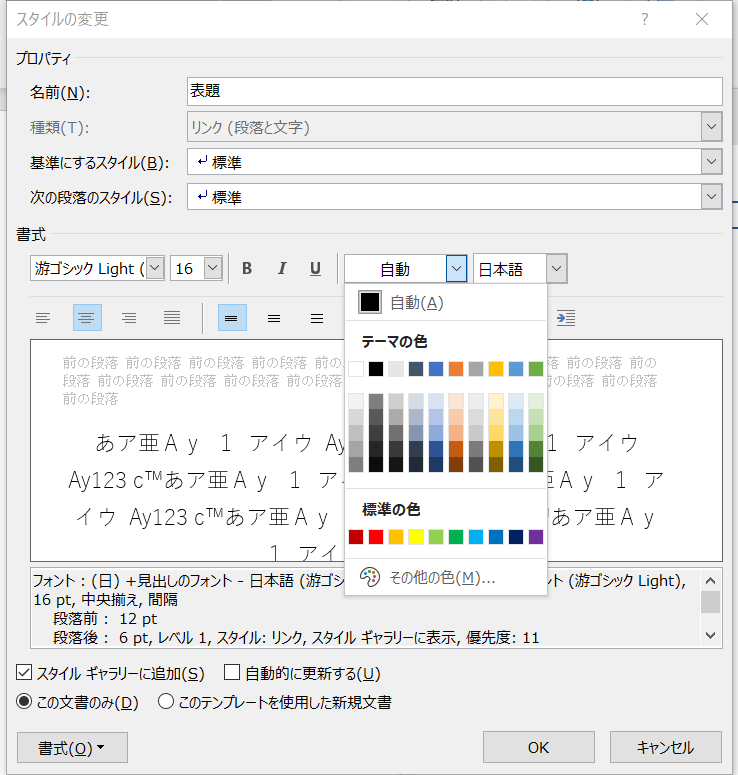 スタイルの変更
プロパティ
名前(N): 表題
種類(T): リンク (段落と文字)
基準にするスタイル(B): ↵ 標準
次の段落のスタイル(S): ↵ 標準
書式
游ゴシック Light ( 16 B I U 自動 日本語
自動(A)
テーマの色
標準の色
その他の色(M)...
前の段落 前の段落 前の段落 前の段落 前の 前の段落 前の
段落 前の段落 前の段落 前の段落 前の段落 の段落 前の段落
前の段落
あア亜Ａｙ １ アイウ Ay １ アイウ
Ay123 c™あア亜Ａｙ １ アイ あア亜Ａｙ １ ア
イウ Ay123 c™あア亜Ａｙ あア亜Ａｙ
１ アイ
フォント : (日) +見出しのフォント - 日本語 (游ゴシ ント (游ゴシック Light),
16 pt, 中央揃え, 間隔
段落前 : 12 pt
段落後 : 6 pt, レベル 1, スタイル: リンク, スタイル ギャラリーに表示, 優先度: 11
スタイル ギャラリーに追加(S) 自動的に更新する(U)
この文書のみ(D) このテンプレートを使用した新規文書
書式(O) OK キャンセル